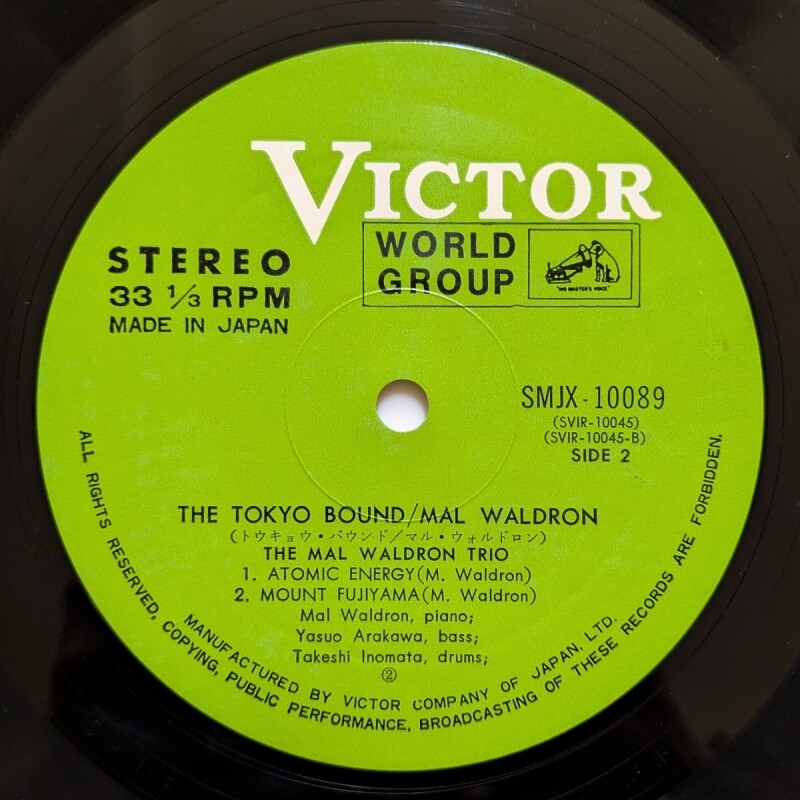 VICTOR
WORLD
GROUP
"HIS MASTER'S VOICE"
STEREO
33 1/3 RPM
MADE IN JAPAN
SMJX-10089
(SVIR-10045)
(SVIR-10045-B)
SIDE 2
THE TOKYO BOUND/MAL WALDRON
(トウキョウ・バウンド/マル・ウォルドロン)
THE MAL WALDRON TRIO
1. ATOMIC ENERGY(M. Waldron)
2. MOUNT FUJIYAMA(M. Waldron)
Mal Waldron, piano;
Yasuo Arakawa, bass;
Takeshi Inomata, drums;
②
MANUFACTURED BY VICTOR COMPANY OF JAPAN, LTD.
ALL RIGHTS RESERVED, COPYING, PUBLIC PERFORMANCE, BROADCASTING OF THESE RECORDS ARE FORBIDDEN.